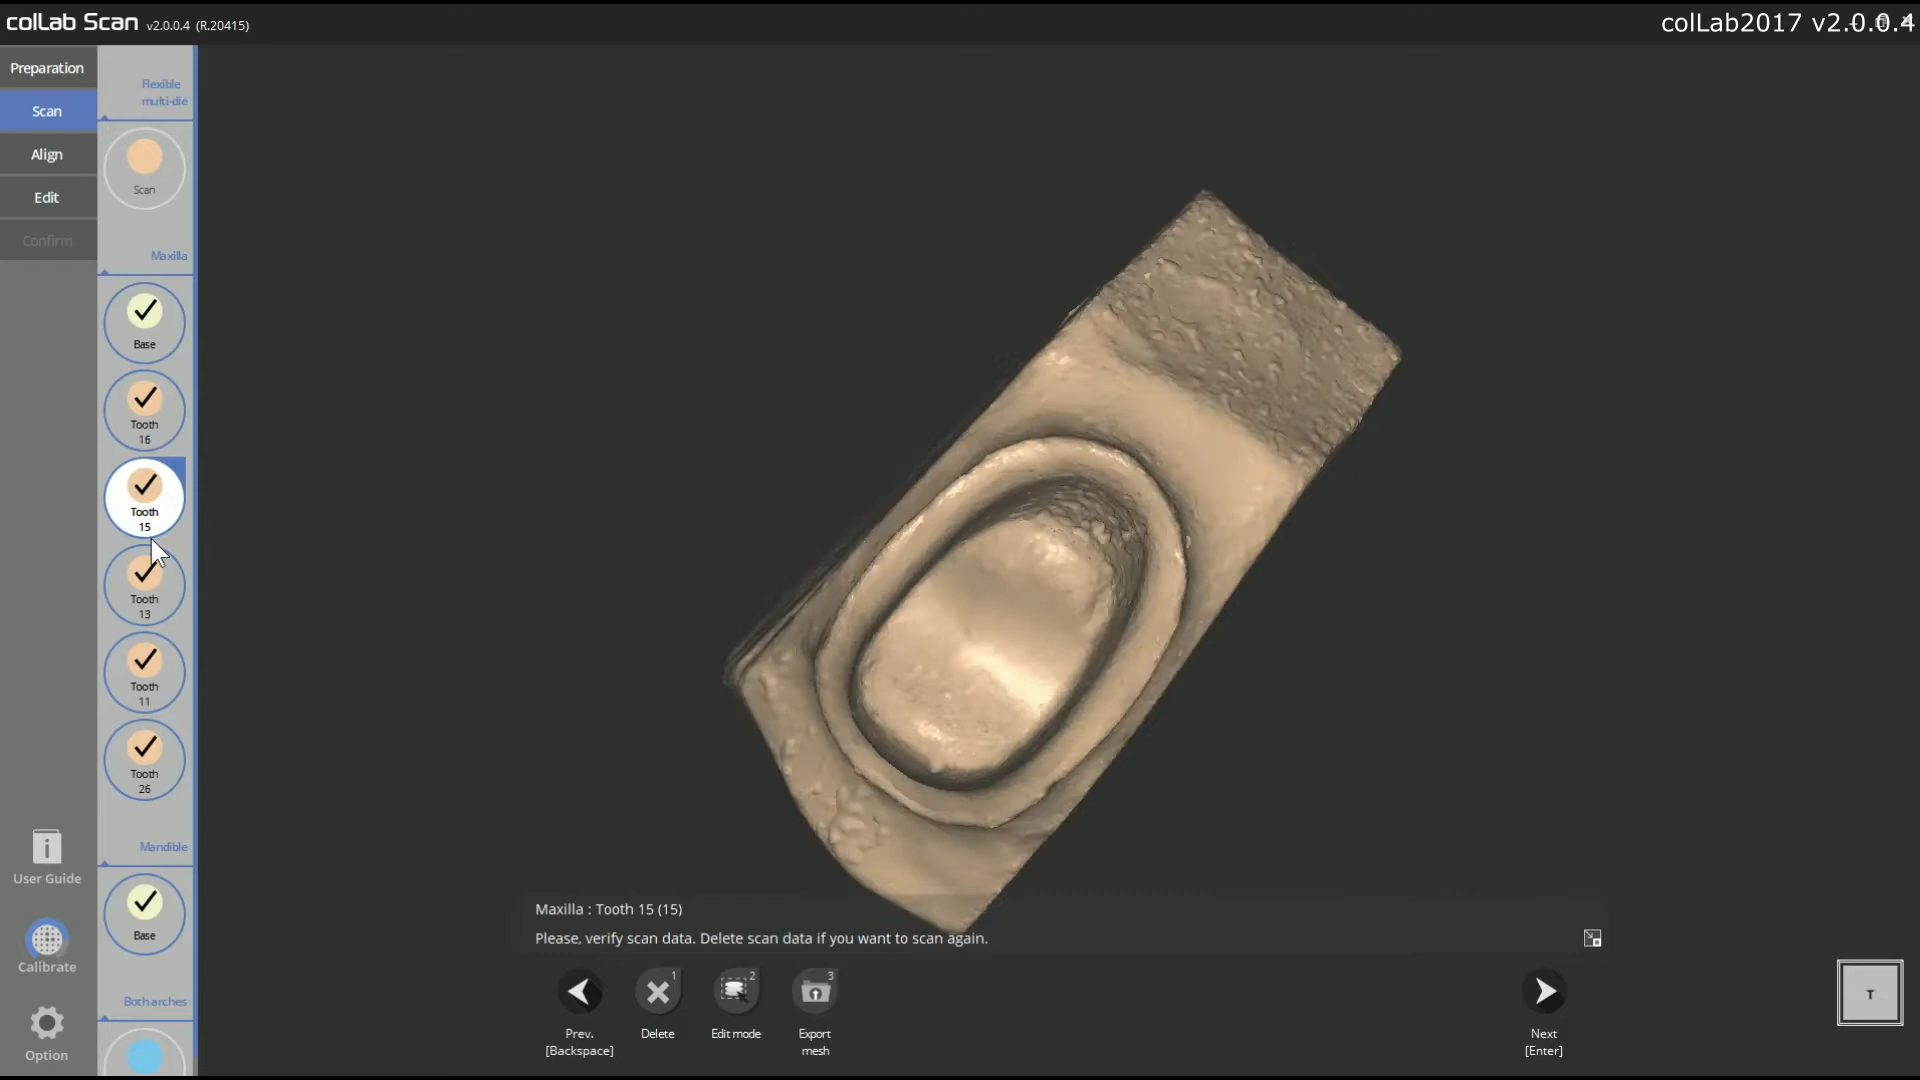 colLab Scan v2.0.0.4 (R.20415)
colLab2017 v2.0.0.4
Preparation
Scan
Align
Edit
Confirm
User Guide
Calibrate
Option
Flexible
multi-die
Scan
Maxilla
Base
Tooth
16
Tooth
15
Tooth
13
Tooth
11
Tooth
26
Mandible
Base
Both arches
Maxilla : Tooth 15 (15)
Please, verify scan data. Delete scan data if you want to scan again.
Prev.
[Backspace]
1
Delete
2
Edit mode
3
Export
mesh
Next
[Enter]
T